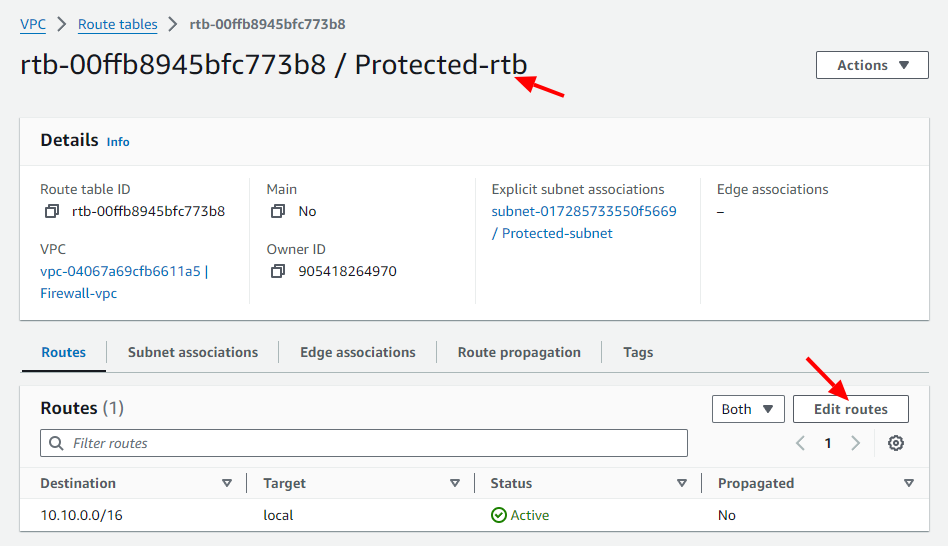 VPC > Route tables > rtb-00ffb8945bfc773b8
rtb-00ffb8945bfc773b8 / Protected-rtb
Actions
Details Info
Route table ID
rtb-00ffb8945bfc773b8
Main
No
Explicit subnet associations
subnet-017285733550f5669
/ Protected-subnet
Edge associations
–
VPC
vpc-04067a69cfb6611a5 |
Firewall-vpc
Owner ID
905418264970
Routes Subnet associations Edge associations Route propagation Tags
Routes (1)
Both Edit routes
Filter routes
1
Destination Target Status Propagated
10.10.0.0/16 local Active No